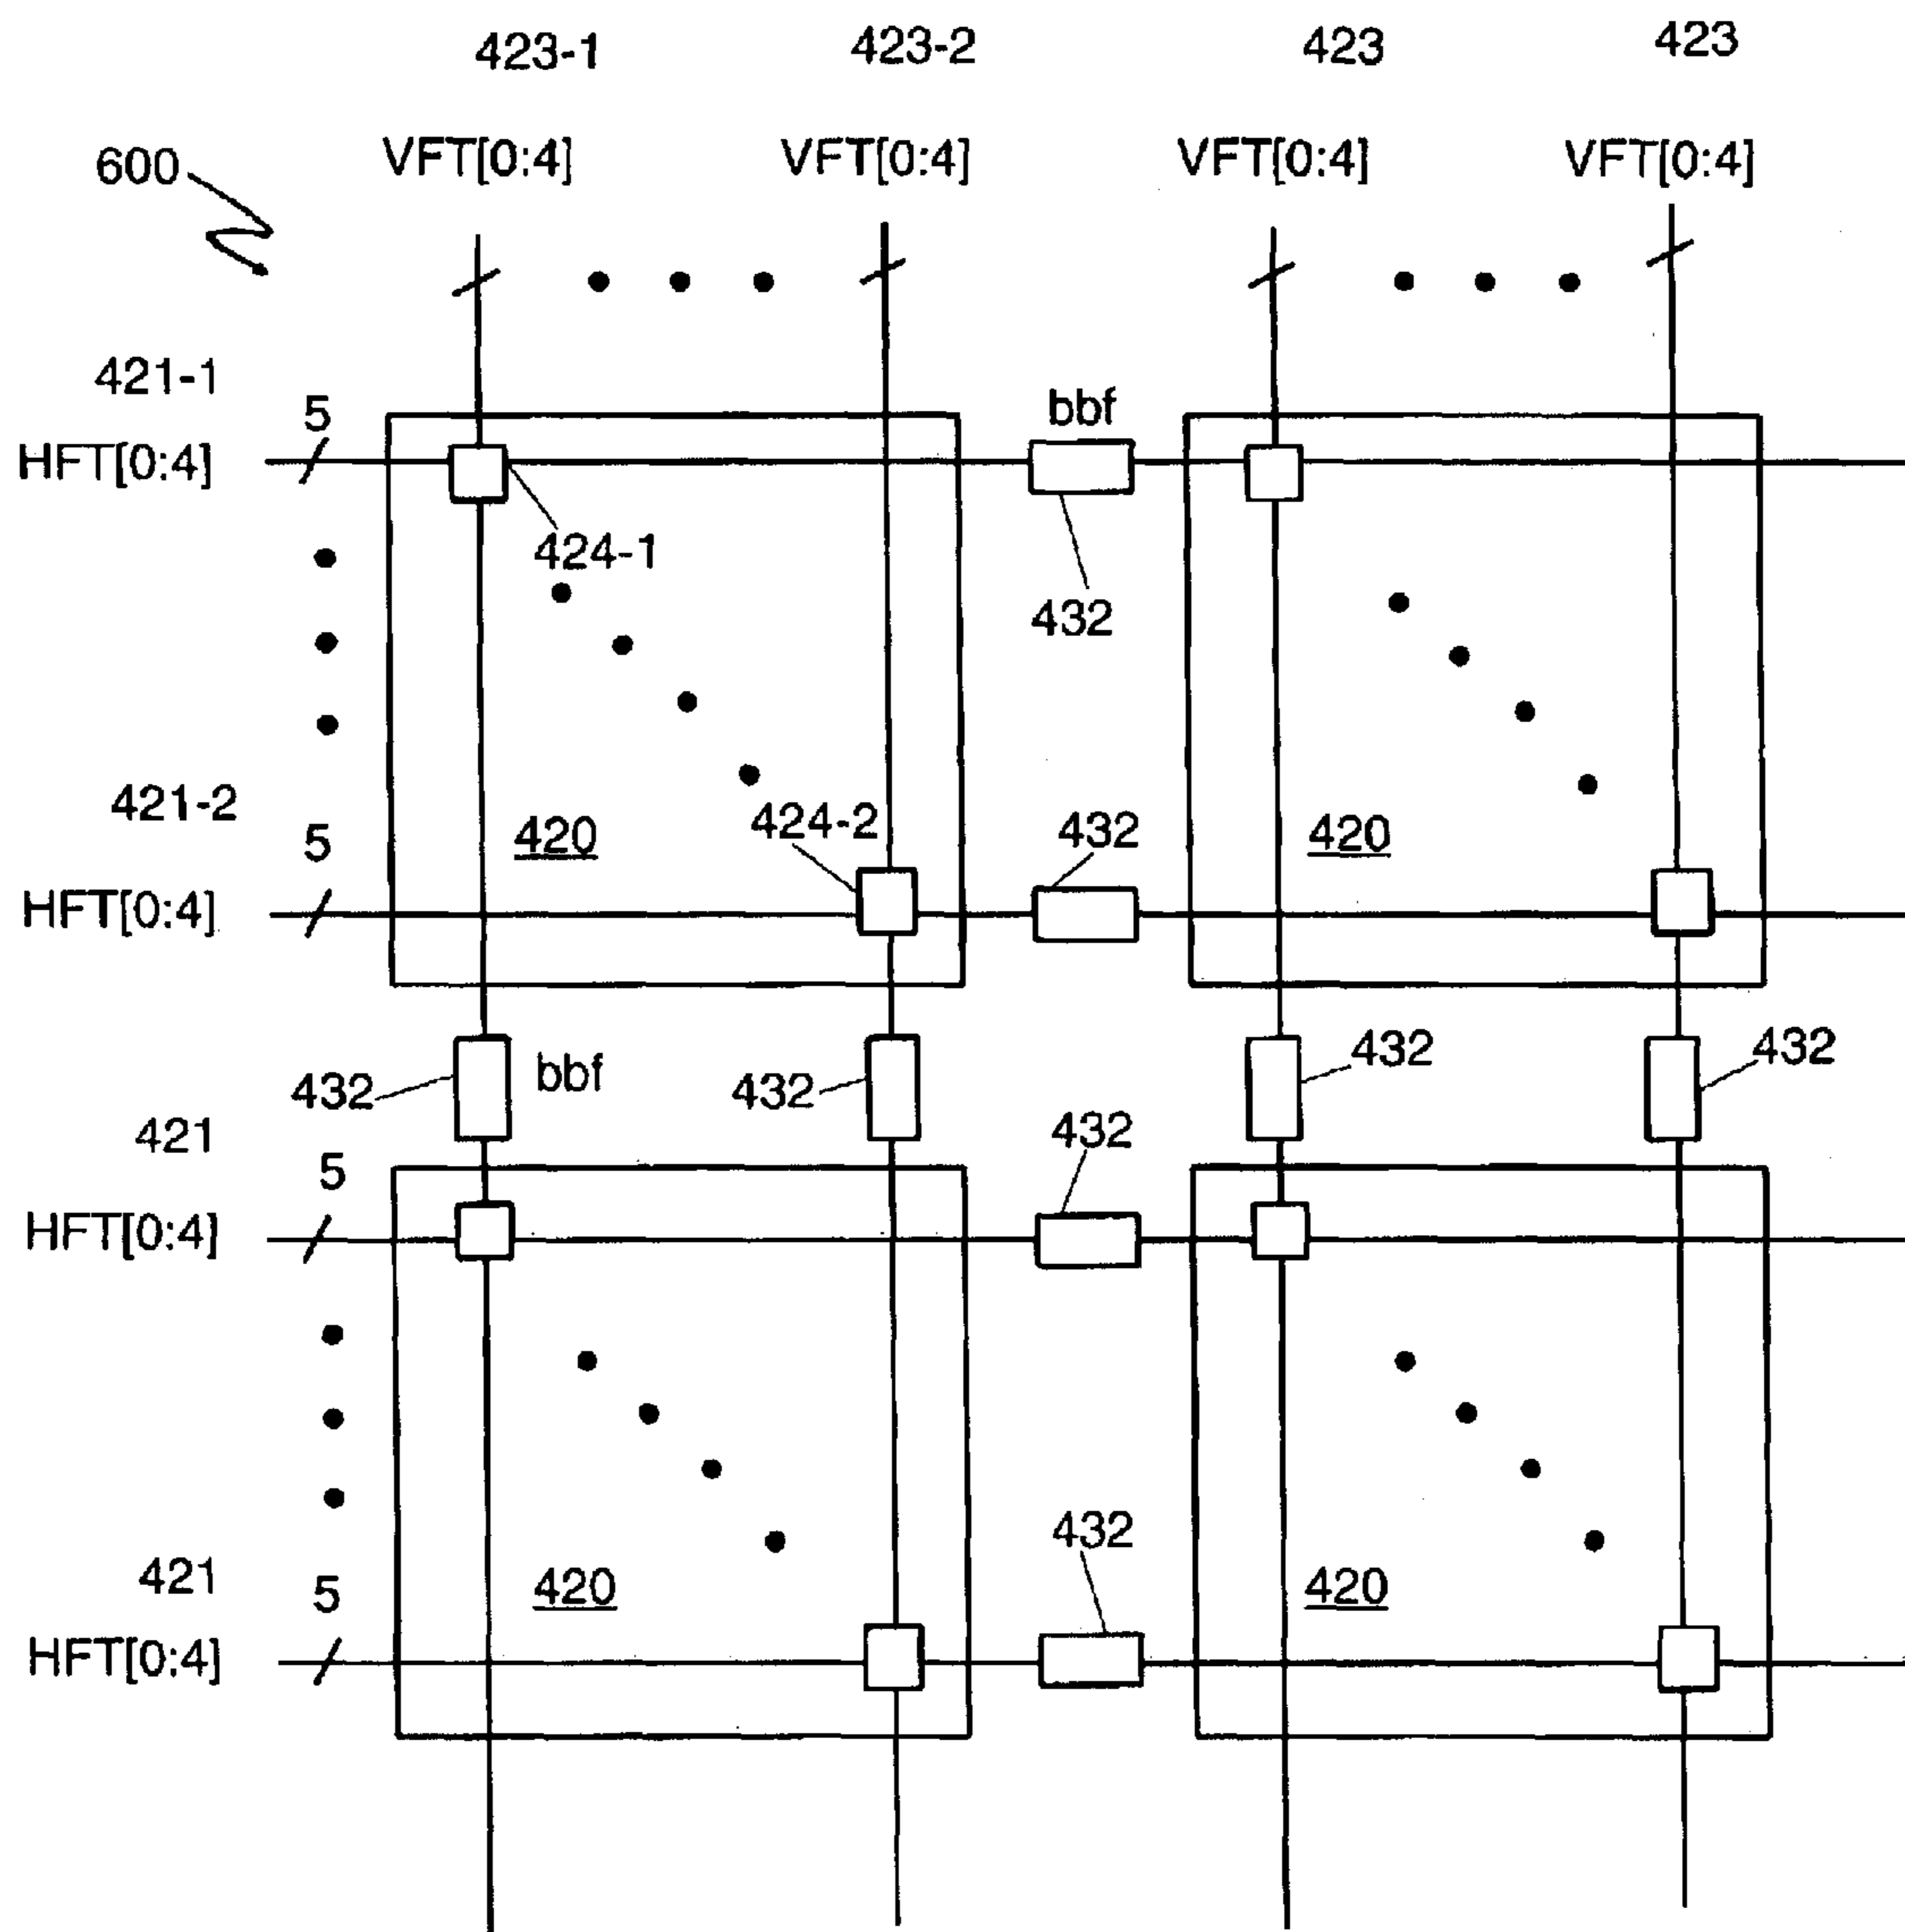 423-1 423-2 423 423
600 VFT[0:4] VFT[0:4] VFT[0:4] VFT[0:4]
421-1
5 bbf
HFT[0:4]
424-1
432
421-2
5 420 424-2 432 420
HFT[0:4]
432 bbf 432 432 432
421 432
5
HFT[0:4]
432
421 5 420 420
HFT[0:4]